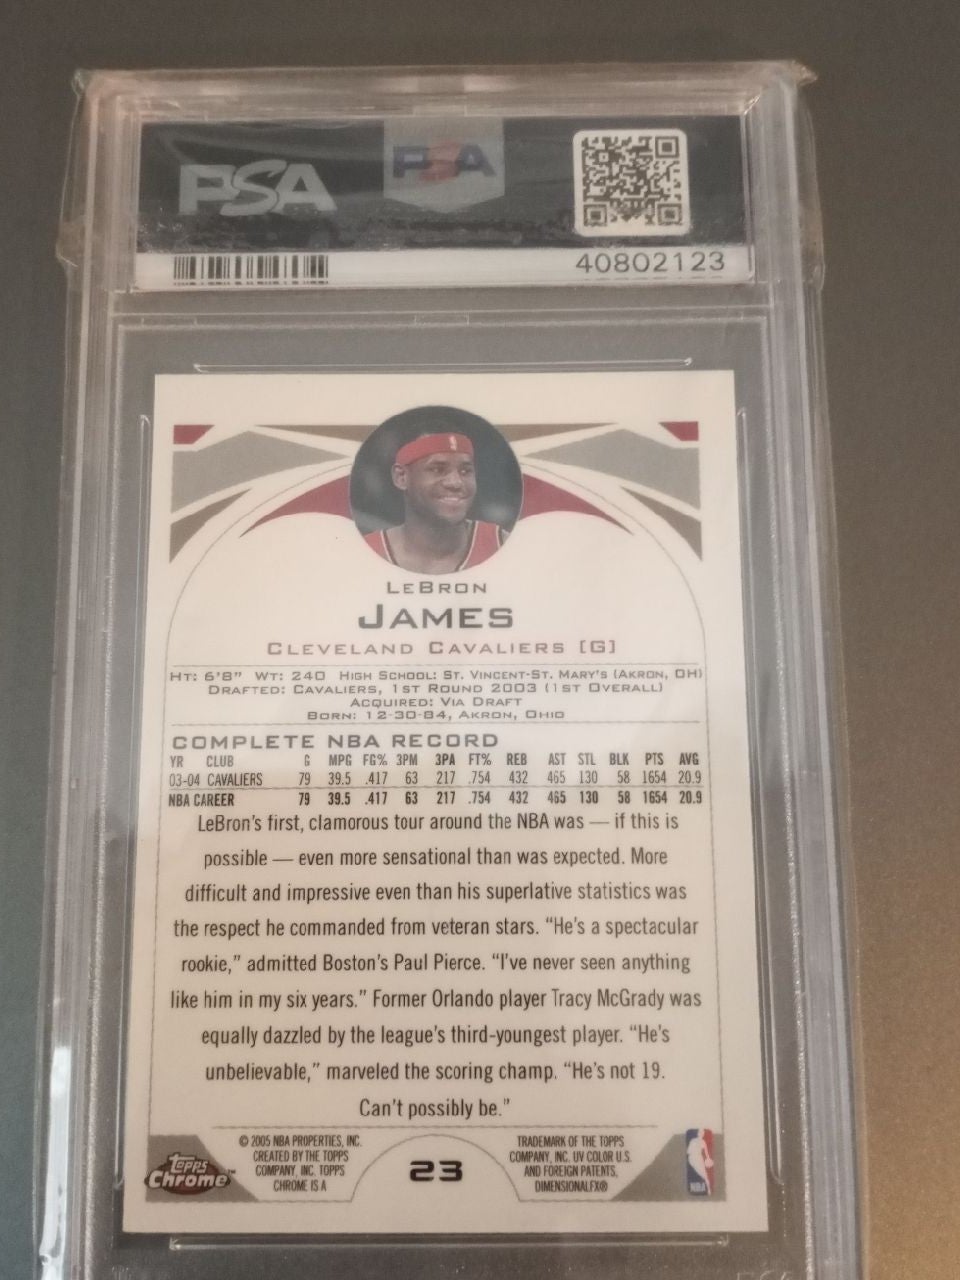 PSA
PSA
40802123
LEBRON
JAMES
CLEVELAND CAVALIERS [G]
HT: 6'8" WT: 240 HIGH SCHOOL: ST. VINCENT-ST. MARY'S (AKRON, OH)
DRAFTED: CAVALIERS, 1ST ROUND 2003 (1ST OVERALL)
ACQUIRED: VIA DRAFT
BORN: 12-30-84, AKRON, OHIO
COMPLETE NBA RECORD
YR CLUB G MPG FG% 3PM 3PA FT% REB AST STL BLK PTS AVG
03-04 CAVALIERS 79 39.5 .417 63 217 .754 432 465 130 58 1654 20.9
NBA CAREER 79 39.5 .417 63 217 .754 432 465 130 58 1654 20.9
LeBron's first, clamorous tour around the NBA was — if this is
possible — even more sensational than was expected. More
difficult and impressive even than his superlative statistics was
the respect he commanded from veteran stars. "He's a spectacular
rookie," admitted Boston's Paul Pierce. "I've never seen anything
like him in my six years." Former Orlando player Tracy McGrady was
equally dazzled by the league's third-youngest player. "He's
unbelievable," marveled the scoring champ. "He's not 19.
Can't possibly be."
© 2005 NBA PROPERTIES, INC.
CREATED BY THE TOPPS
COMPANY, INC. TOPPS
CHROME IS A
TRADEMARK OF THE TOPPS
COMPANY, INC. UV COLOR U.S.
AND FOREIGN PATENTS.
DIMENSIONALFX®
Topps
Chrome™
23
NBA